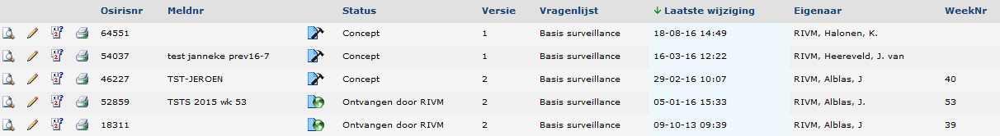 Osirisnr Meldnr Status Versie Vragenlijst Laatste wijziging Eigenaar WeekNr
64551 Concept 1 Basis surveillance 18-08-16 14:49 RIVM, Halonen, K.
54037 test janneke prev16-7 Concept 1 Basis surveillance 16-03-16 12:22 RIVM, Heereveld, J. van
46227 TST-JEROEN Concept 2 Basis surveillance 29-02-16 10:07 RIVM, Alblas, J 40
52859 TSTS 2015 wk 53 Ontvangen door RIVM 2 Basis surveillance 05-01-16 15:33 RIVM, Alblas, J. 53
18311 Ontvangen door RIVM 2 Basis surveillance 09-10-13 09:39 RIVM, Alblas, J 39